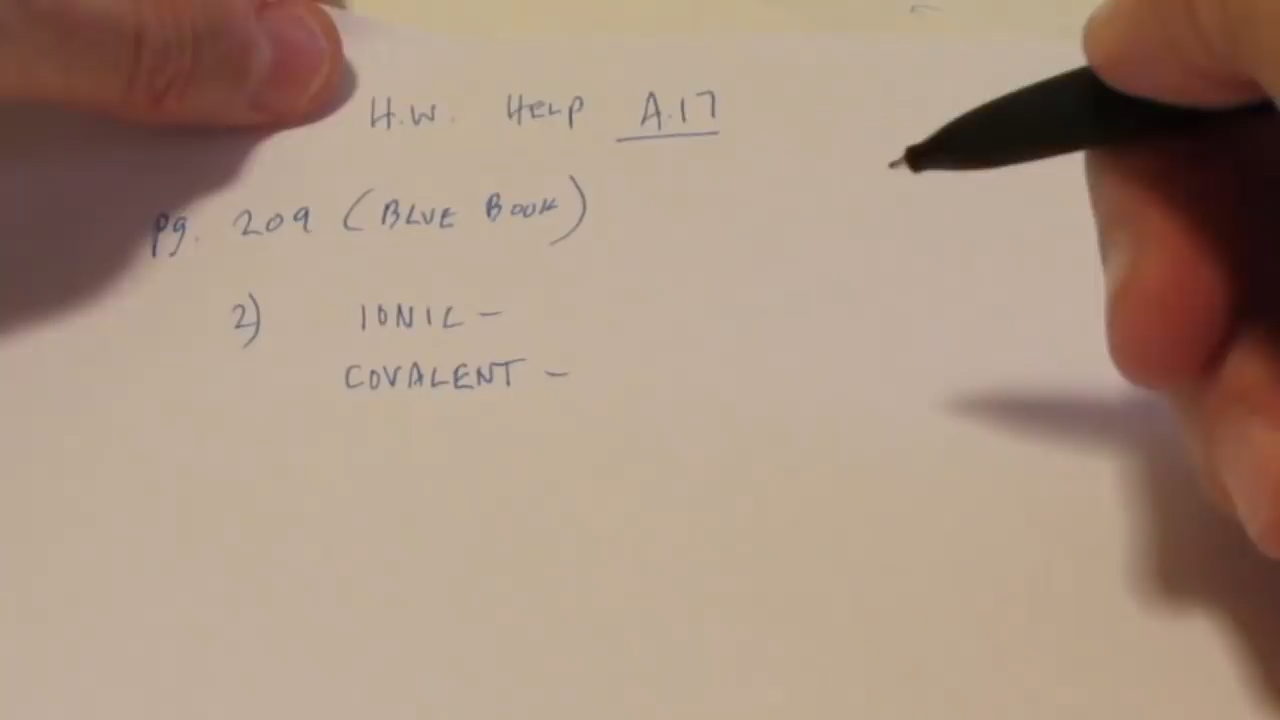 H.W. HELP A.17
pg. 209 (BLUE BOOK)
2) IONIC -
COVALENT -